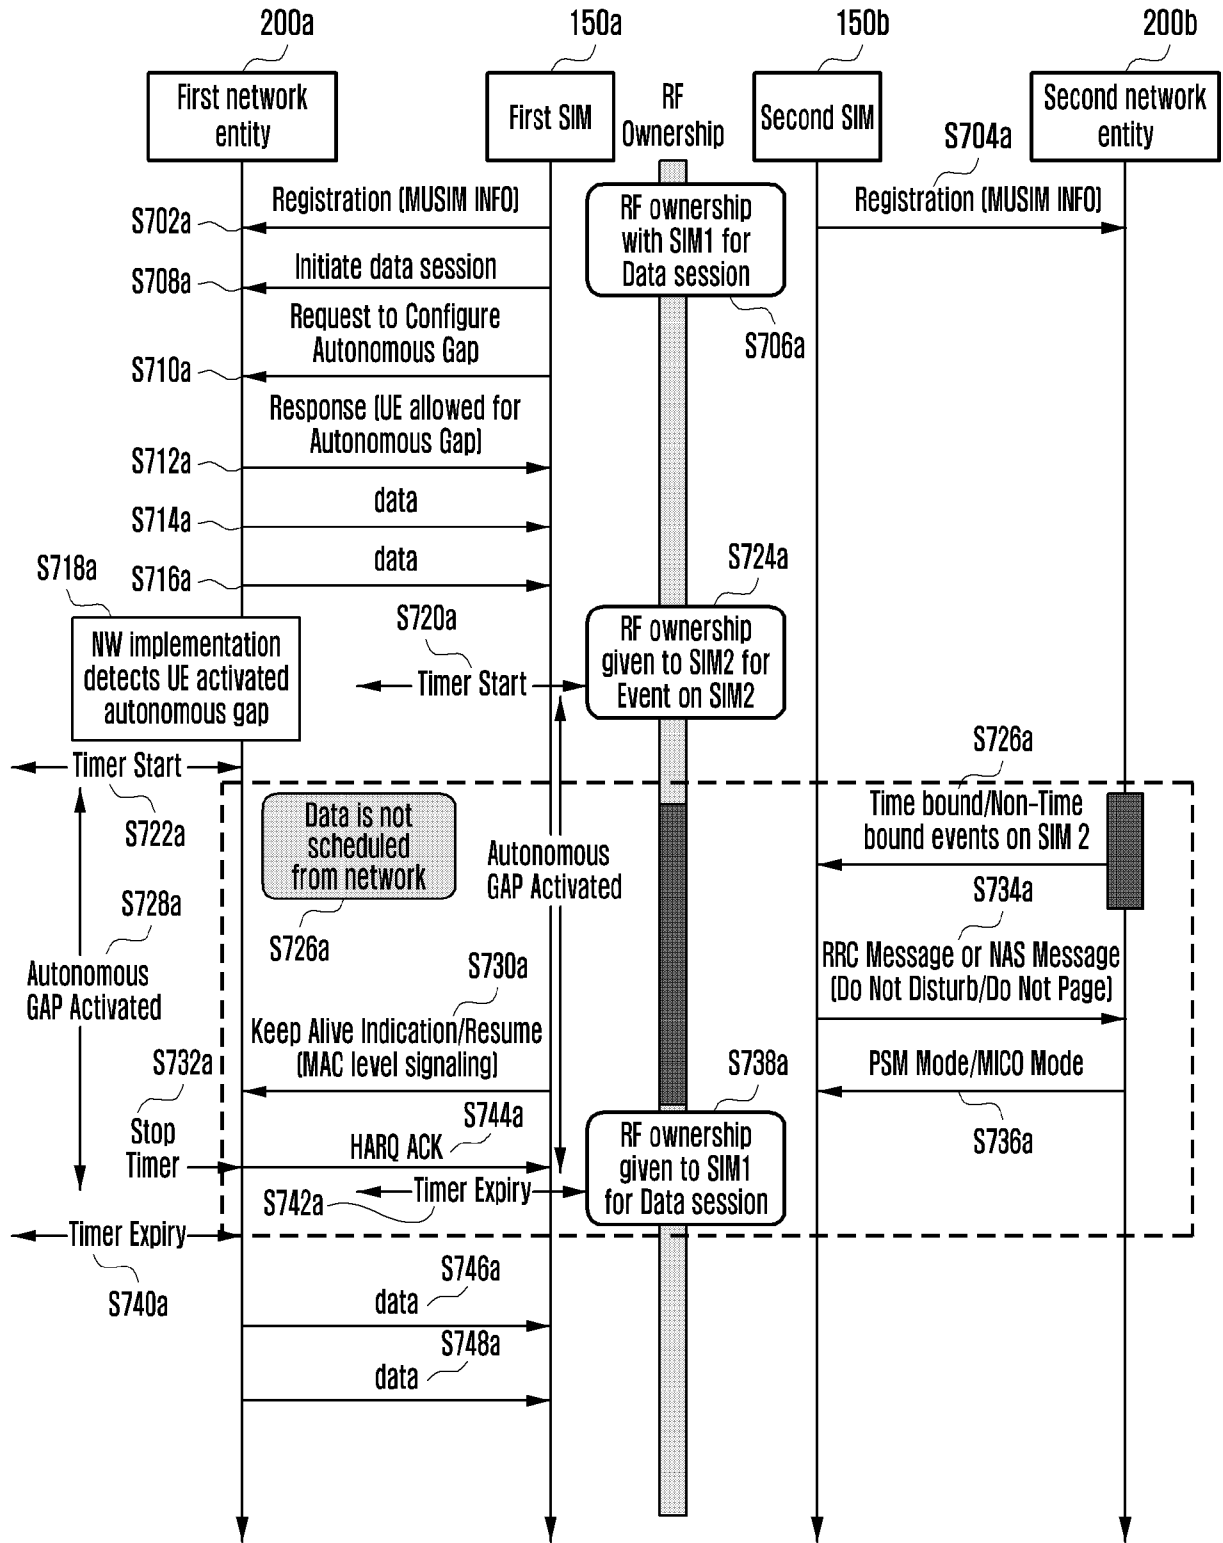 200a
150a
150b
200b
First network
entity
First SIM
RF
Ownership
Second SIM
Second network
entity
S704a
Registration (MUSIM INFO)
S702a
RF ownership
with SIM1 for
Data session
Registration (MUSIM INFO)
Initiate data session
S708a
S706a
Request to Configure
Autonomous Gap
S710a
Response (UE allowed for
Autonomous Gap)
S712a
data
S714a
data
S716a
S718a
NW implementation
detects UE activated
autonomous gap
S720a
Timer Start
S724a
RF ownership
given to SIM2 for
Event on SIM2
Timer Start
S722a
S726a
Time bound/Non-Time
bound events on SIM 2
Data is not
scheduled
from network
S726a
Autonomous
GAP Activated
S728a
Autonomous
GAP Activated
S734a
RRC Message or NAS Message
(Do Not Disturb/Do Not Page)
S730a
Keep Alive Indication/Resume
(MAC level signaling)
S732a
Stop
Timer
PSM Mode/MICO Mode
S736a
S738a
RF ownership
given to SIM1
for Data session
S744a
HARQ ACK
Timer Expiry
S742a
Timer Expiry
S740a
S746a
data
S748a
data